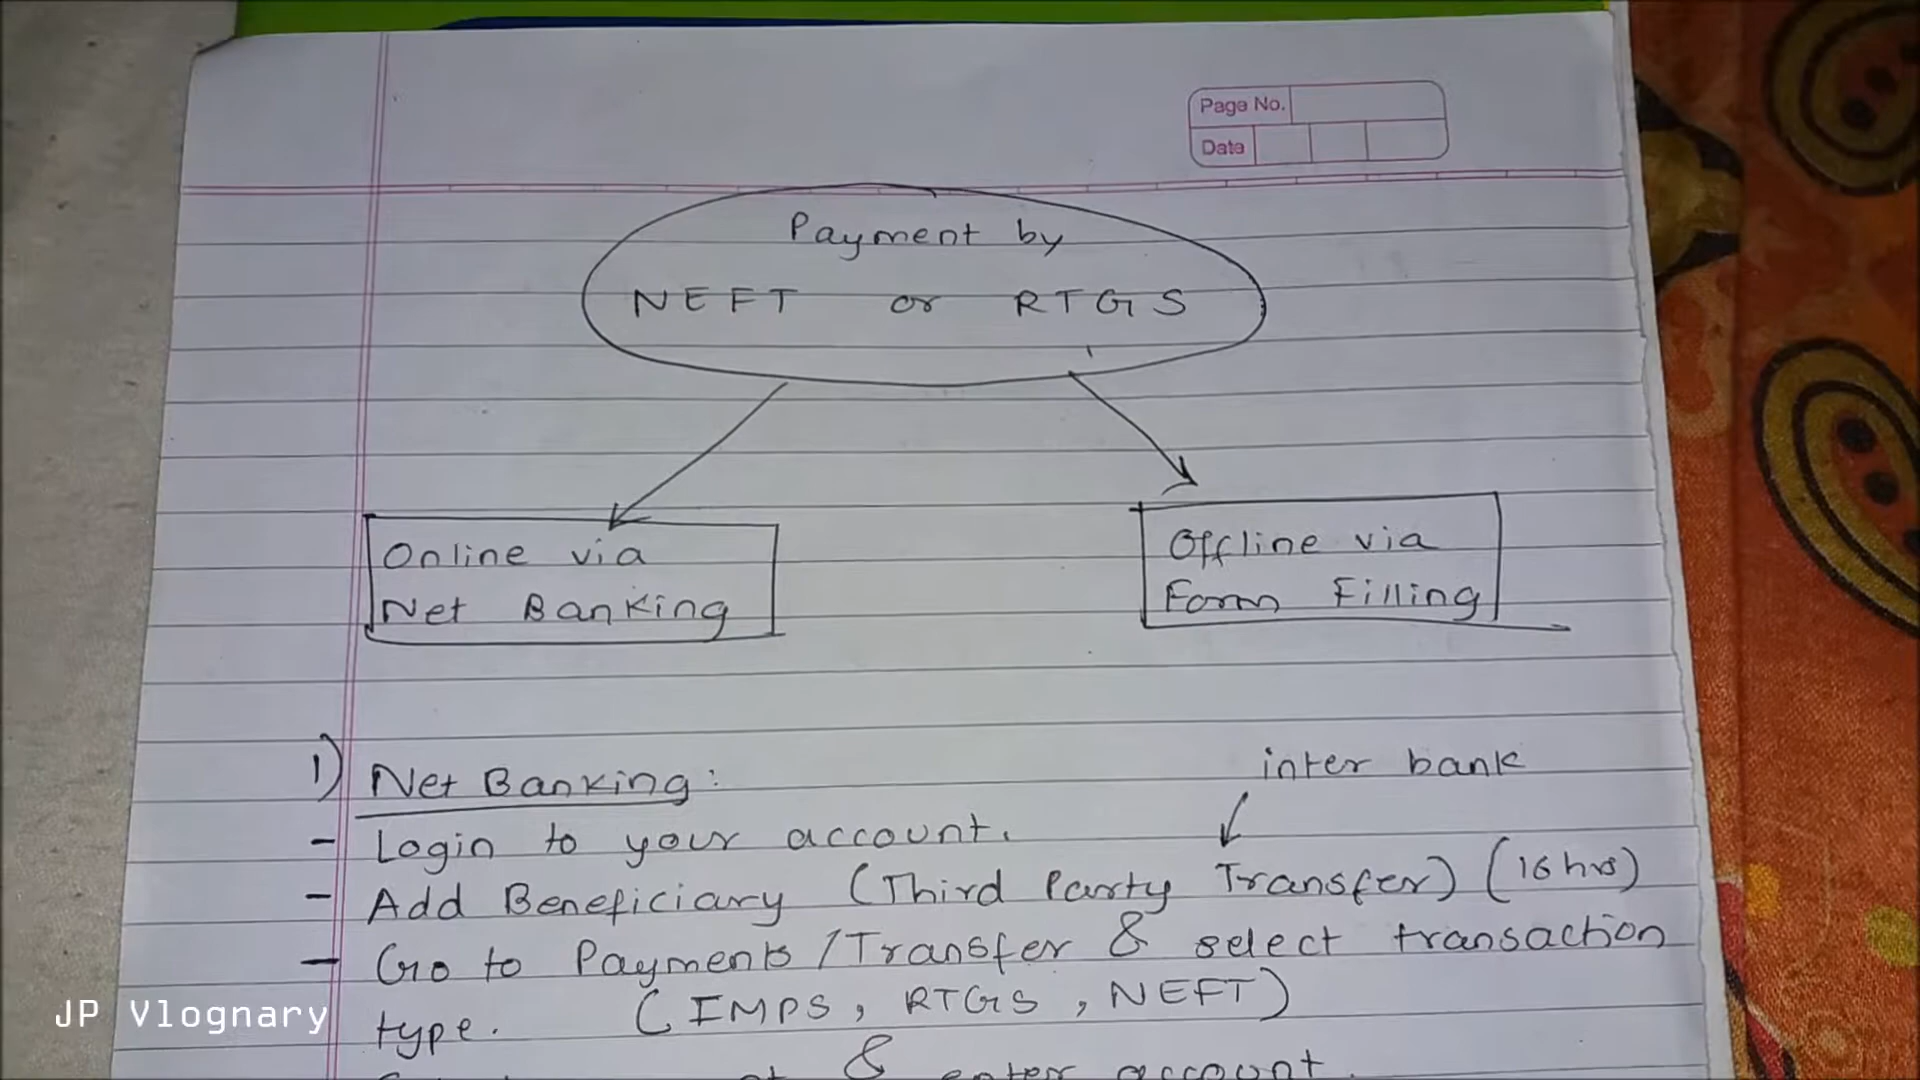 Page No.
Date
Payment by
NEFT or RTGS
Online via
Net Banking
Offline via
Form Filling
inter bank
1) Net Banking:
- Login to your account.
- Add Beneficiary (Third Party Transfer) (16 hrs)
- Go to Payments/Transfer & select transaction
type. (IMPS, RTGS, NEFT)
& enter account.
JP Vlognary